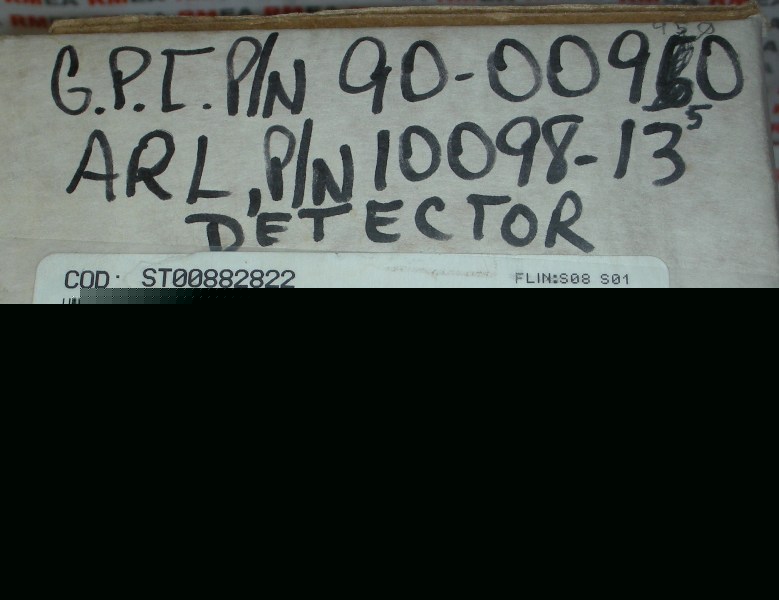 G.P.I. P/N 90-00950
ARL, P/N 10098-135
DETECTOR
COD: ST00882822 FLIN:S08 S01